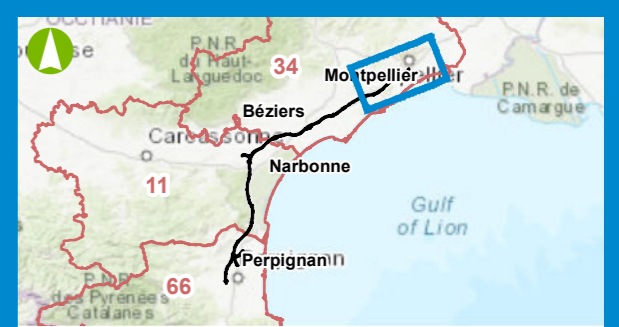 OCCITANIE
P.N.R.
du Haut-
Languedoc
34
Montpellier
P.N.R. de
Camargue
Béziers
Carcassonne
Narbonne
11
Gulf
of Lion
Perpignan
66
P.N.R.
des Pyrénées
Catalanes